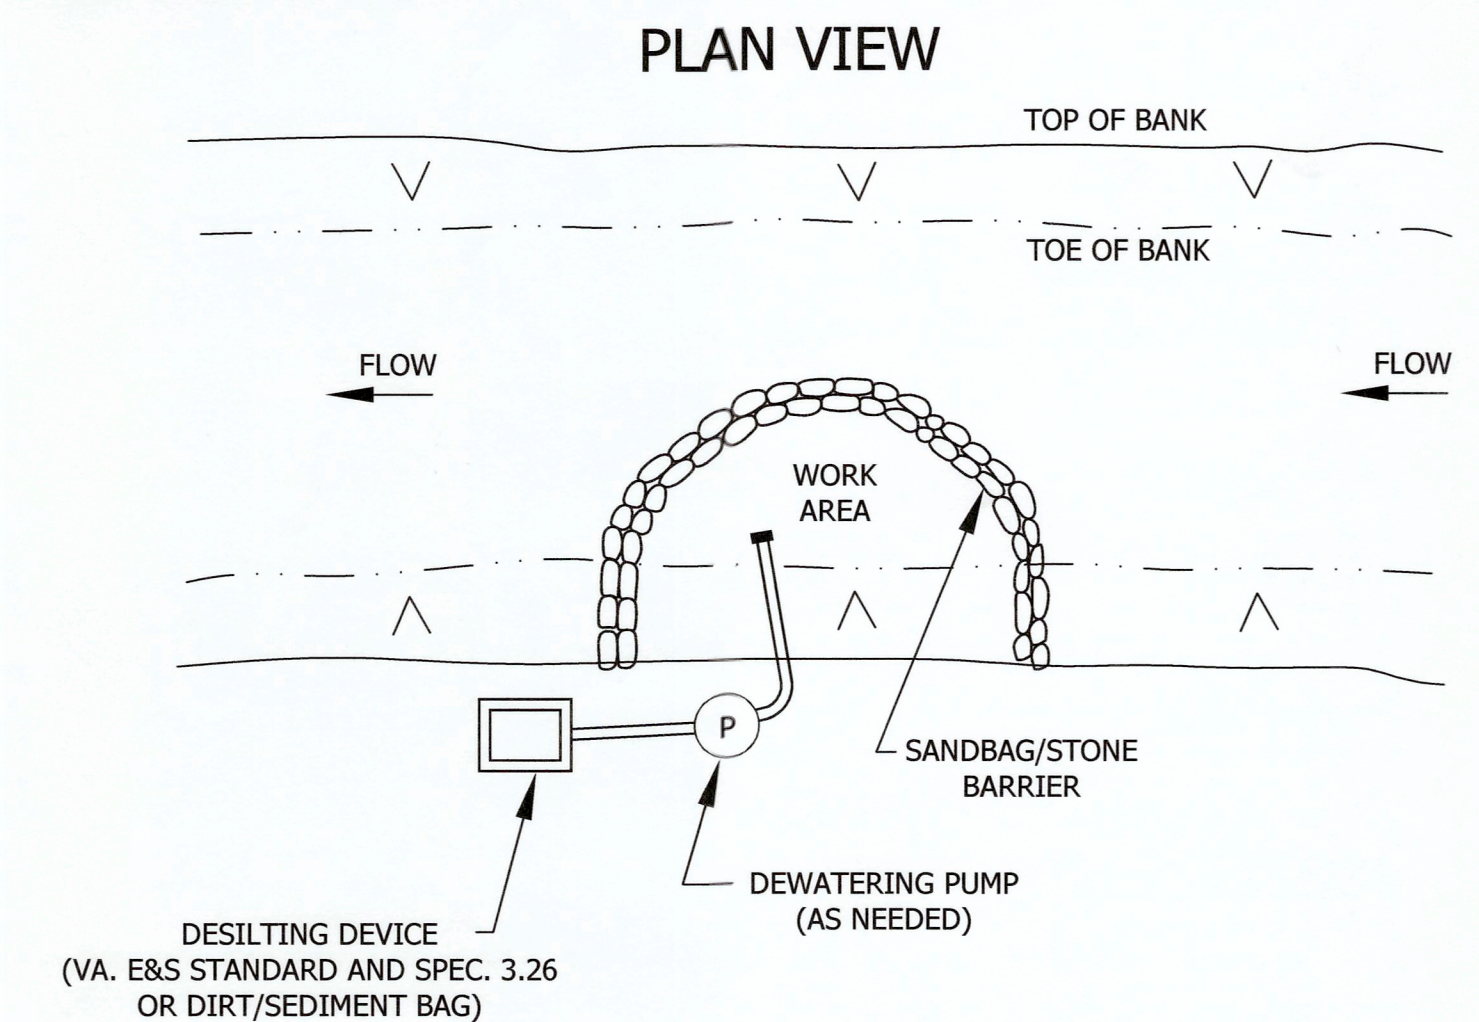 PLAN VIEW
TOP OF BANK
TOE OF BANK
FLOW
FLOW
WORK
AREA
P
SANDBAG/STONE
BARRIER
DEWATERING PUMP
(AS NEEDED)
DESILTING DEVICE
(VA. E&S STANDARD AND SPEC. 3.26
OR DIRT/SEDIMENT BAG)